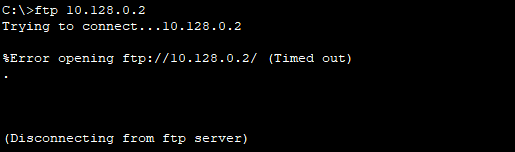 C:\>ftp 10.128.0.2
Trying to connect...10.128.0.2
%Error opening ftp://10.128.0.2/ (Timed out)
.
(Disconnecting from ftp server)